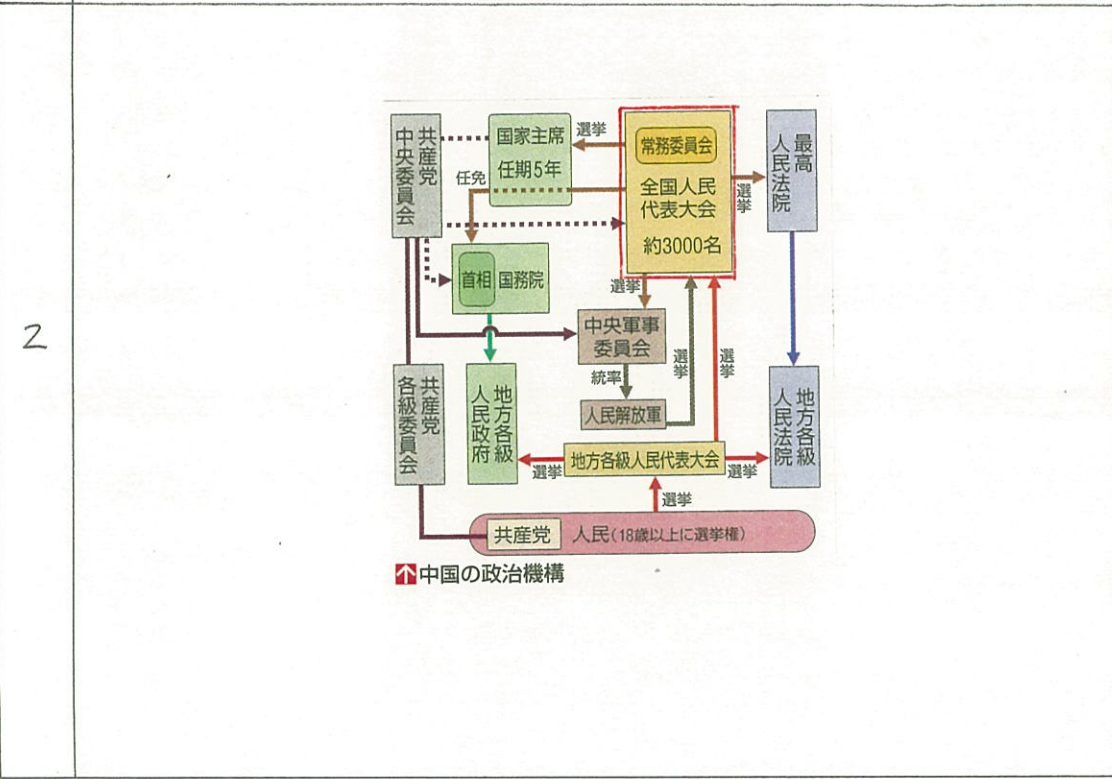 2
共産党
中央委員会
国家主席
任期5年
選挙
任免
常務委員会
全国人民
代表大会
約3000名
選挙
最高
人民法院
首相 国務院
選挙
中央軍事
委員会
統率
人民解放軍
選挙
選挙
共産党
各級委員会
地方各級
人民政府
選挙
地方各級人民代表大会
選挙
地方各級
人民法院
選挙
共産党 人民(18歳以上に選挙権)
中国の政治機構